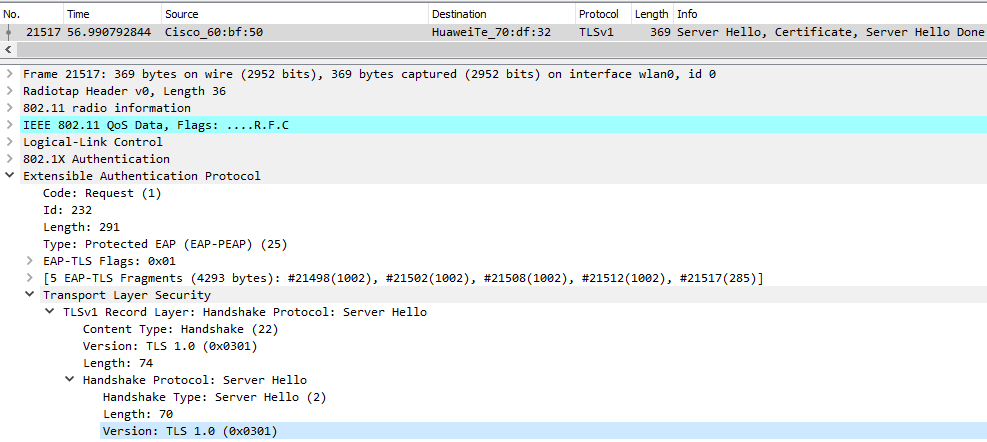 No. Time Source Destination Protocol Length Info
21517 56.990792844 Cisco_60:bf:50 HuaweiTe_70:df:32 TLSv1 369 Server Hello, Certificate, Server Hello Done
Frame 21517: 369 bytes on wire (2952 bits), 369 bytes captured (2952 bits) on interface wlan0, id 0
Radiotap Header v0, Length 36
802.11 radio information
IEEE 802.11 QoS Data, Flags: ....R.F.C
Logical-Link Control
802.1X Authentication
Extensible Authentication Protocol
Code: Request (1)
Id: 232
Length: 291
Type: Protected EAP (EAP-PEAP) (25)
EAP-TLS Flags: 0x01
[5 EAP-TLS Fragments (4293 bytes): #21498(1002), #21502(1002), #21508(1002), #21512(1002), #21517(285)]
Transport Layer Security
TLSv1 Record Layer: Handshake Protocol: Server Hello
Content Type: Handshake (22)
Version: TLS 1.0 (0x0301)
Length: 74
Handshake Protocol: Server Hello
Handshake Type: Server Hello (2)
Length: 70
Version: TLS 1.0 (0x0301)